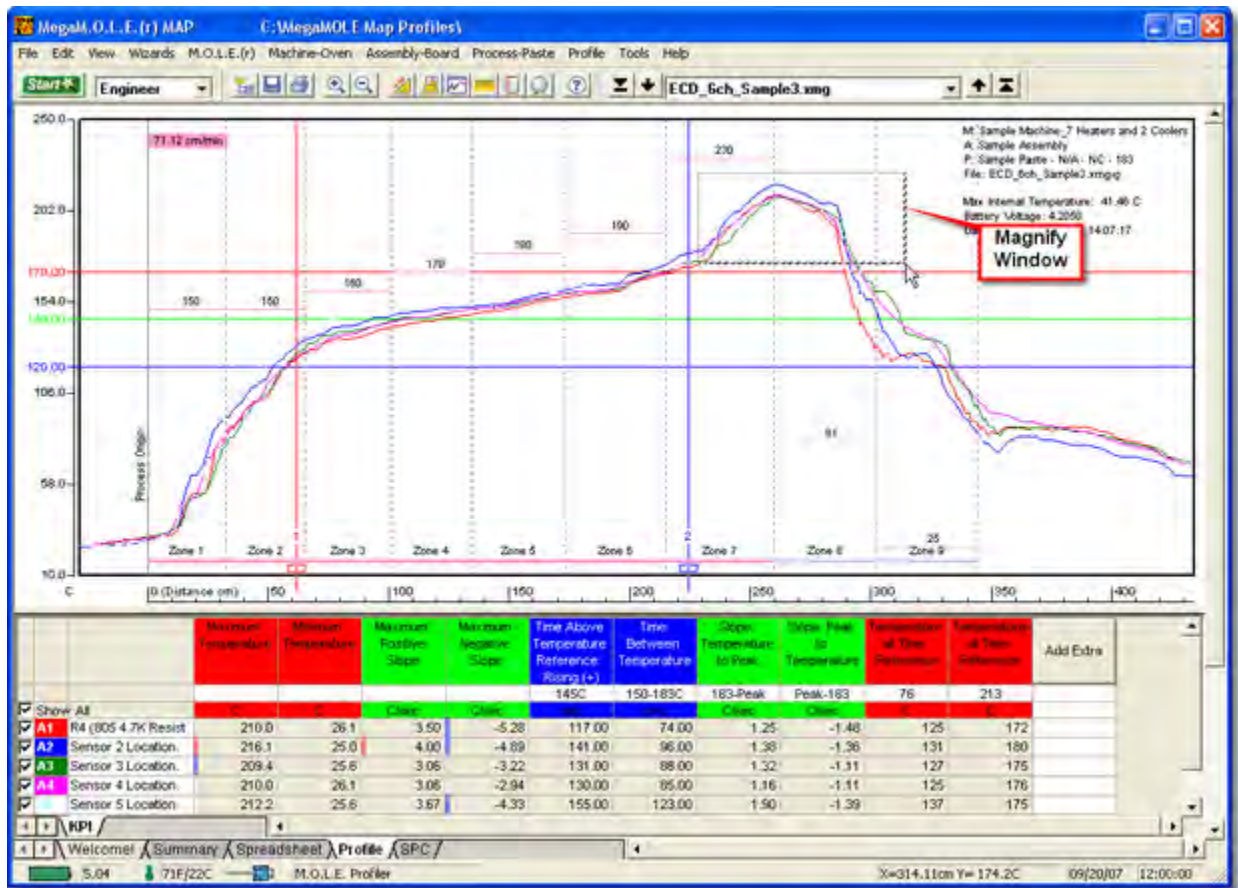 MegaM.O.L.E.(r) MAP C:\MegaMOLE Map Profiles\
File Edit View Wizards M.O.L.E.(r) Machine-Oven Assembly-Board Process-Paste Profile Tools Help
Start Engineer ECD_6ch_Sample3.xmg
250.0
71.12 cm/min
M: Sample Machine_7 Heaters and 2 Coolers
A: Sample Assembly
P: Sample Paste - N/A - NC - 183
File: ECD_6ch_Sample3.xmg
Max Internal Temperature: 41.46 C
Battery Voltage: 4.2050
14:07:17
Magnify
Window
270
202.0
190
190
170
160
150 150
170.00
154.0
120.00
106.0
58.0
10.0
Process Origin
Zone 1 Zone 2 Zone 3 Zone 4 Zone 5 Zone 6 Zone 7 Zone 8 Zone 9
1 2
25
C 0 (Distance cm) 50 100 150 200 250 300 350 400
Maximum Temperature Minimum Temperature Maximum Positive Slope Maximum Negative Slope Time Above Temperature Reference Rising (+) Time Between Temperature Slope Temperature to Peak Slope Peak to Temperature Temperature at Time Reference Temperature at Time Reference Add Extra
145C 150-183C 183-Peak Peak-183 76 213
Show All C C C/sec C/sec C/sec C/sec C C
A1 R4 (805 4.7K Resist 210.0 26.1 3.50 -5.28 117.00 74.00 1.25 -1.48 125 172
A2 Sensor 2 Location. 216.1 25.0 4.00 -4.89 141.00 96.00 1.38 -1.36 131 180
A3 Sensor 3 Location. 209.4 25.6 3.06 -3.22 131.00 88.00 1.32 -1.11 127 175
A4 Sensor 4 Location. 210.0 26.1 3.06 -2.94 130.00 85.00 1.16 -1.11 125 176
Sensor 5 Location 212.2 25.6 3.67 -4.33 155.00 123.00 1.90 -1.39 137 175
KPI
Welcome! Summary Spreadsheet Profile SPC
5.04 71F/22C M.O.L.E. Profiler X=314.11cm Y= 174.2C 09/20/07 12:00:00